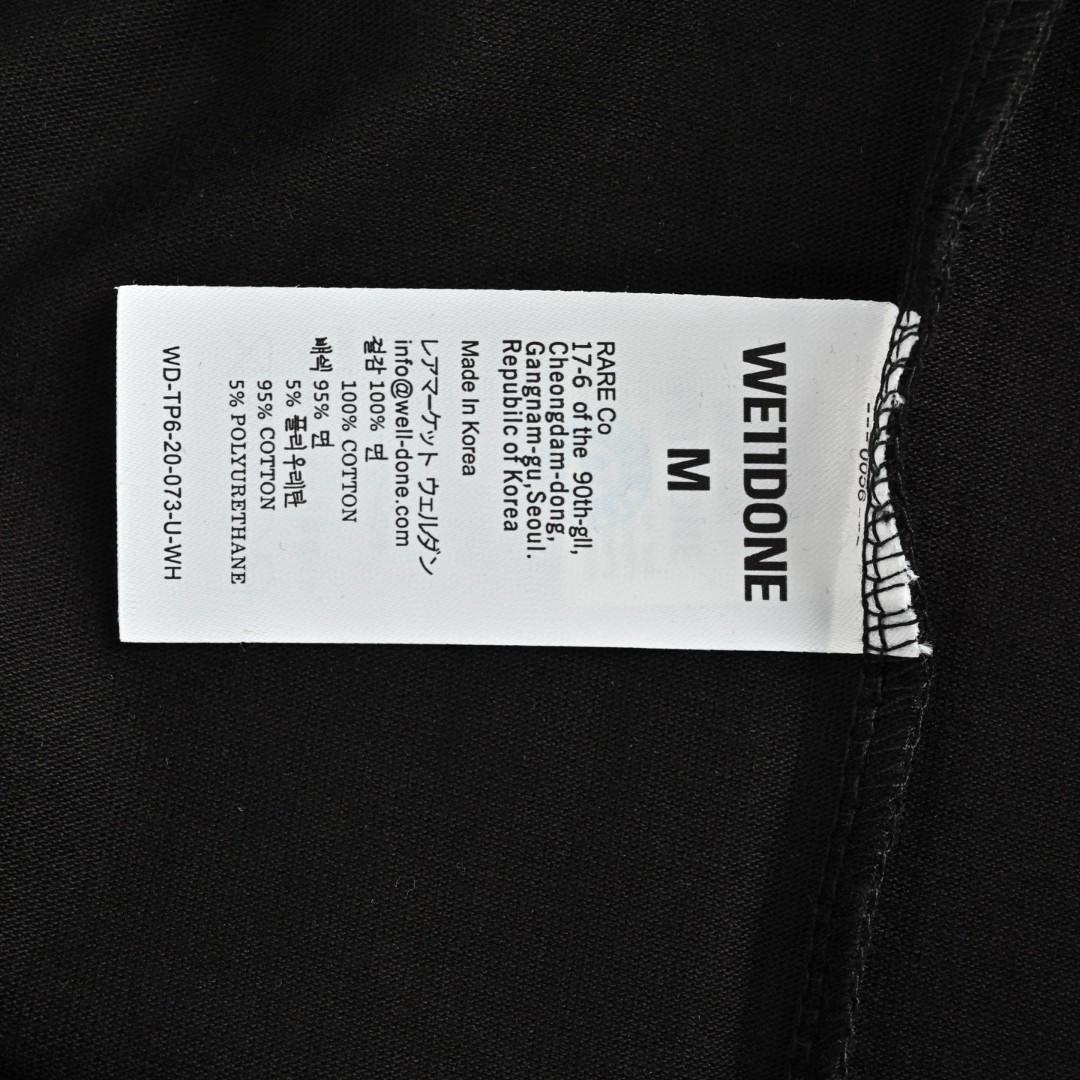 WE11DONE
M
RARE Co
17-6 of the 90th-gil,
Cheongdam-dong,
Gangnam-gu,Seoul.
Republic of Korea
Made In Korea
レアマーケット ウェルダン
info@well-done.com
겉감 100% 면
100% COTTON
배색 95% 면
5% 폴리우레탄
95% COTTON
5% POLYURETHANE
WD-TP6-20-073-U-WH